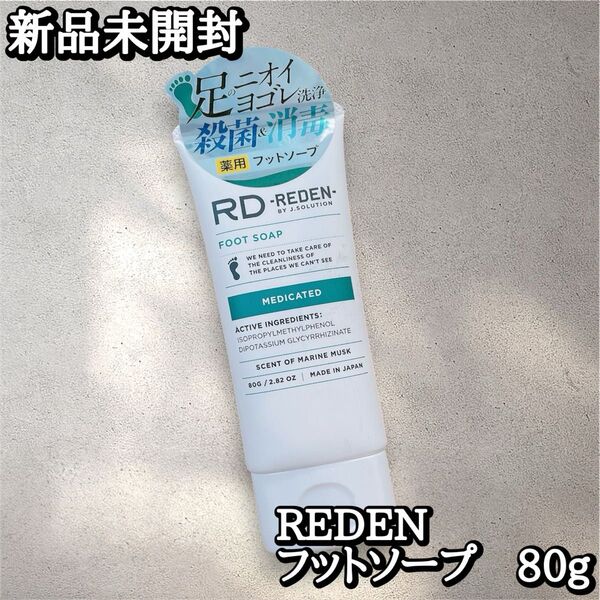 新品未開封
足のニオイ
ヨゴレ洗浄
殺菌&消毒
薬用 フットソープ
RD -REDEN-
BY J.SOLUTION
FOOT SOAP
WE NEED TO TAKE CARE OF
THE CLEANLINESS OF
THE PLACES WE CAN'T SEE
MEDICATED
ACTIVE INGREDIENTS:
ISOPROPYLMETHYLPHENOL
DIPOTASSIUM GLYCYRRHIZINATE
SCENT OF MARINE MUSK
80G / 2.82 OZ | MADE IN JAPAN
REDEN
フットソープ 80g